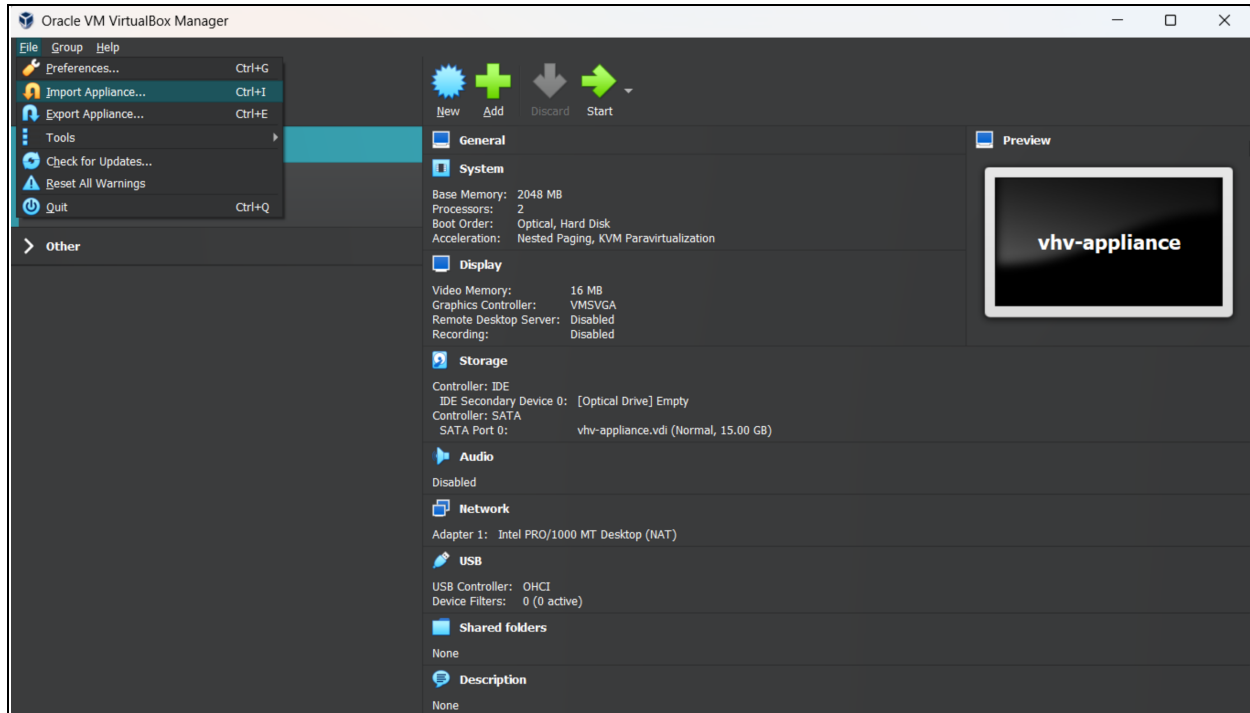 Oracle VM VirtualBox Manager
File Group Help
Preferences... Ctrl+G
Import Appliance... Ctrl+I
Export Appliance... Ctrl+E
Tools
Check for Updates...
Reset All Warnings
Quit Ctrl+Q
Other
New Add Discard Start
General
System
Base Memory: 2048 MB
Processors: 2
Boot Order: Optical, Hard Disk
Acceleration: Nested Paging, KVM Paravirtualization
Display
Video Memory: 16 MB
Graphics Controller: VMSVGA
Remote Desktop Server: Disabled
Recording: Disabled
Storage
Controller: IDE
IDE Secondary Device 0: [Optical Drive] Empty
Controller: SATA
SATA Port 0: vhv-appliance.vdi (Normal, 15.00 GB)
Audio
Disabled
Network
Adapter 1: Intel PRO/1000 MT Desktop (NAT)
USB
USB Controller: OHCI
Device Filters: 0 (0 active)
Shared folders
None
Description
None
Preview
vhv-appliance